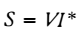 S = VI*